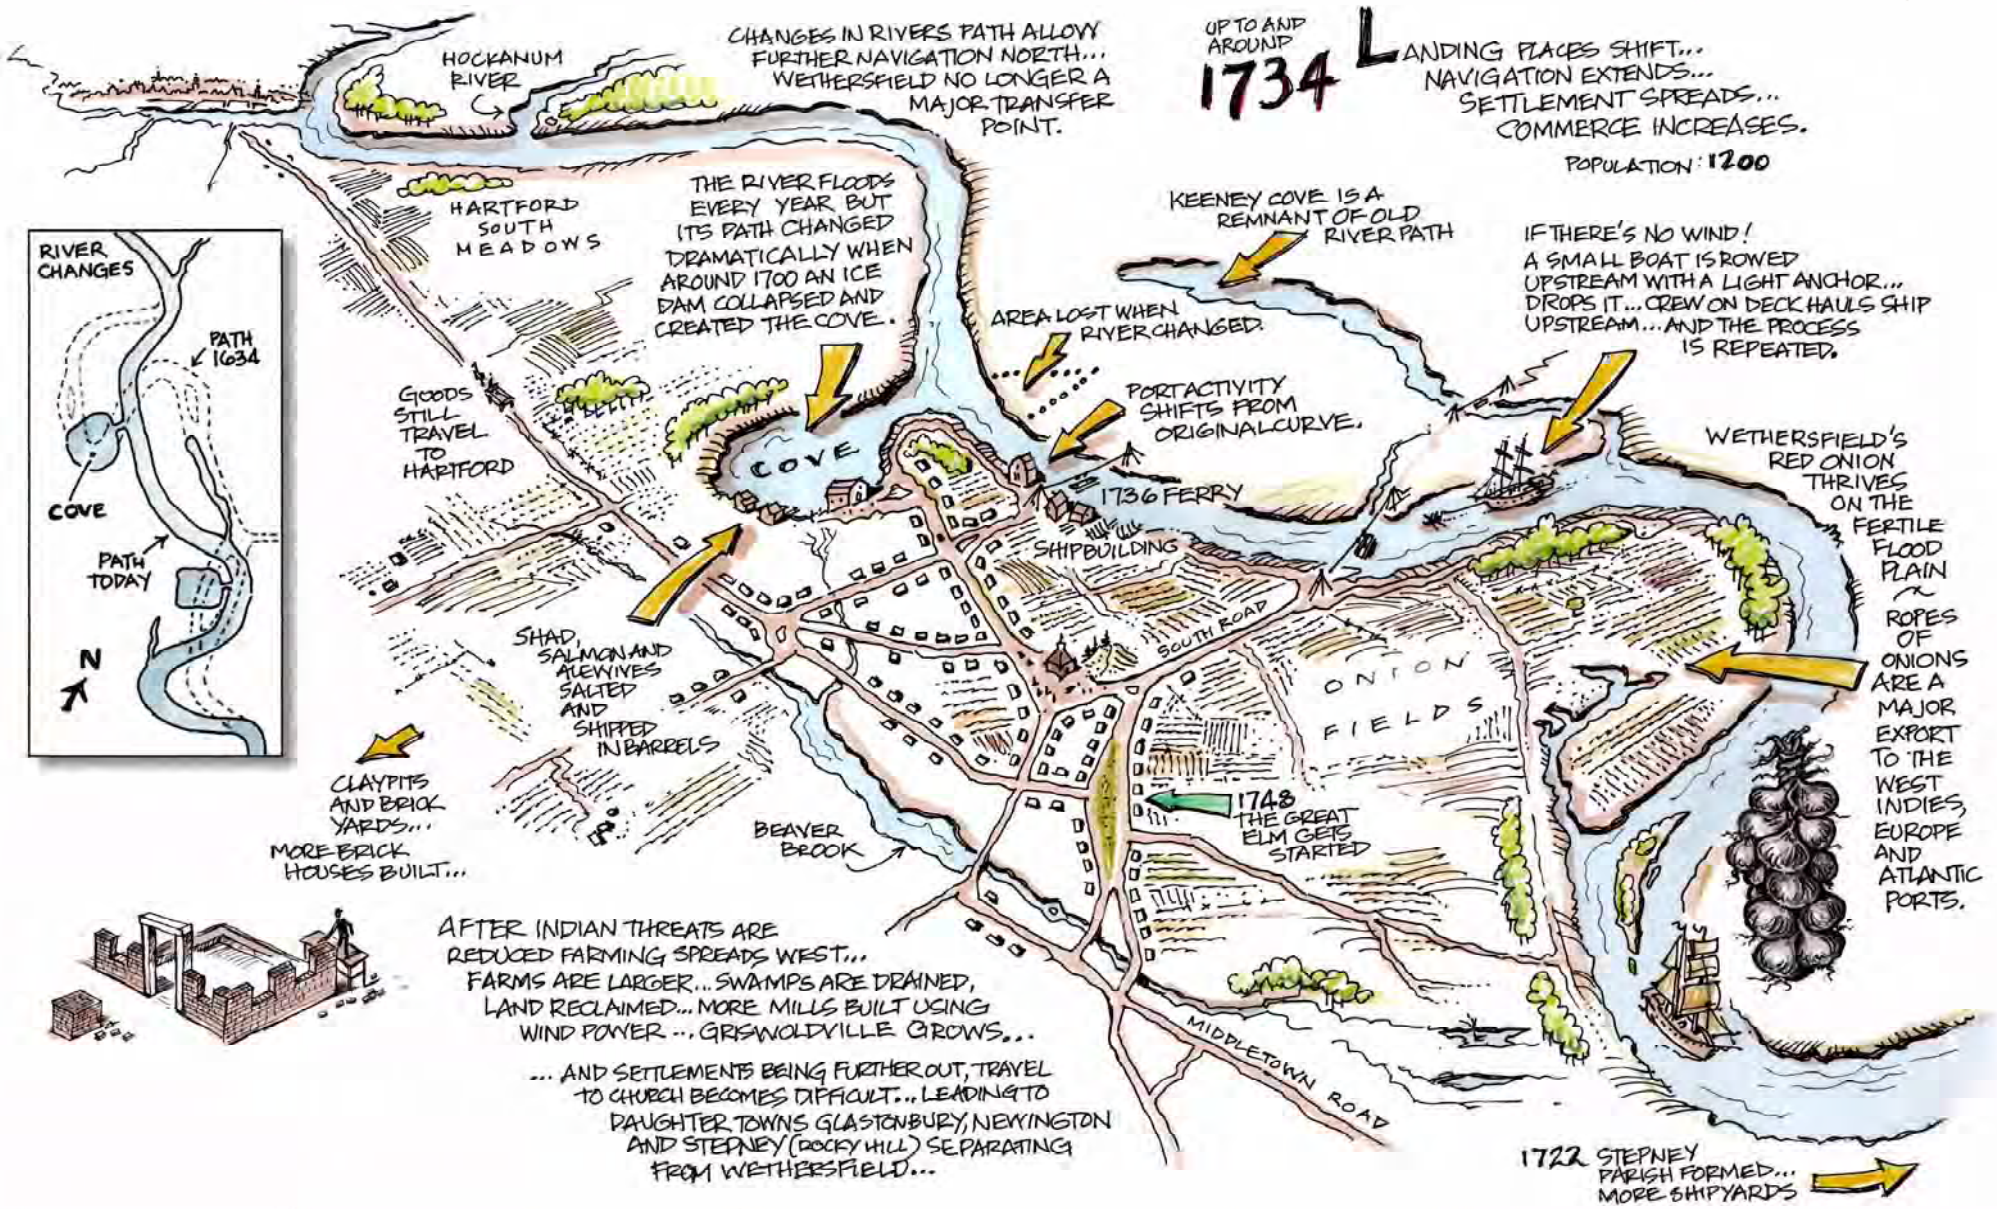 HOCKANUM
RIVER
CHANGES IN RIVERS PATH ALLOW
FURTHER NAVIGATION NORTH...
WETHERSFIELD NO LONGER A
MAJOR TRANSFER
POINT.
UP TO AND
AROUND
1734
LANDING PLACES SHIFT...
NAVIGATION EXTENDS...
SETTLEMENT SPREADS...
COMMERCE INCREASES.
POPULATION: 1200
HARTFORD
SOUTH
MEADOWS
THE RIVER FLOODS
EVERY YEAR BUT
ITS PATH CHANGED
DRAMATICALLY WHEN
AROUND 1700 AN ICE
DAM COLLAPSED AND
CREATED THE COVE.
KEENEY COVE IS A
REMNANT OF OLD
RIVER PATH
IF THERE'S NO WIND!
A SMALL BOAT IS ROWED
UPSTREAM WITH A LIGHT ANCHOR...
DROPS IT... CREW ON DECK HAULS SHIP
UPSTREAM... AND THE PROCESS
IS REPEATED.
RIVER
CHANGES
PATH
1634
COVE
PATH
TODAY
N
AREA LOST WHEN
RIVER CHANGED.
GOODS
STILL
TRAVEL
TO
HARTFORD
PORT ACTIVITY
SHIFTS FROM
ORIGINAL CURVE.
COVE
1736 FERRY
SHIPBUILDING
WETHERSFIELD'S
RED ONION
THRIVES
ON THE
FERTILE
FLOOD
PLAIN
~
ROPES
OF
ONIONS
ARE A
MAJOR
EXPORT
TO THE
WEST
INDIES,
EUROPE
AND
ATLANTIC
PORTS.
SHAD,
SALMON AND
ALEWIVES
SALTED
AND
SHIPPED
IN BARRELS
SOUTH ROAD
ONION
FIELDS
CLAYPITS
AND BRICK
YARDS...
MORE BRICK
HOUSES BUILT...
BEAVER
BROOK
1748
THE GREAT
ELM GETS
STARTED
AFTER INDIAN THREATS ARE
REDUCED FARMING SPREADS WEST...
FARMS ARE LARGER... SWAMPS ARE DRAINED,
LAND RECLAIMED... MORE MILLS BUILT USING
WIND POWER... GRISWOLDVILLE GROWS...
... AND SETTLEMENTS BEING FURTHER OUT, TRAVEL
TO CHURCH BECOMES DIFFICULT... LEADING TO
DAUGHTER TOWNS GLASTONBURY, NEWINGTON
AND STEPNEY (ROCKY HILL) SEPARATING
FROM WETHERSFIELD...
MIDDLETOWN ROAD
1722 STEPNEY
PARISH FORMED...
MORE SHIPYARDS